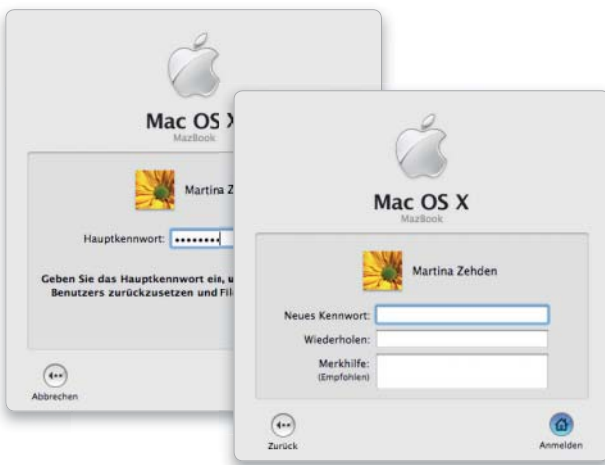 Mac OS X
MazBook
Martina Z
Hauptkennwort:
Geben Sie das Hauptkennwort ein, u
Benutzers zurückzusetzen und Fil
Abbrechen
Mac OS X
MazBook
Martina Zehden
Neues Kennwort:
Wiederholen:
Merkhilfe:
(Empfohlen)
Zurück
Anmelden